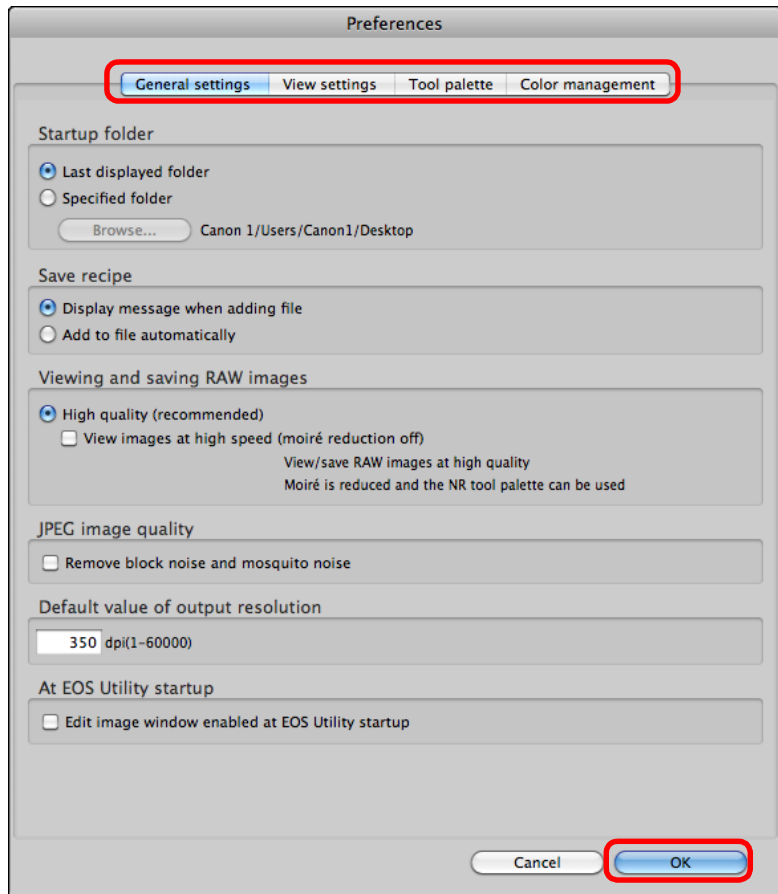 Preferences
General settings View settings Tool palette Color management
Startup folder
Last displayed folder
Specified folder
Browse... Canon 1/Users/Canon1/Desktop
Save recipe
Display message when adding file
Add to file automatically
Viewing and saving RAW images
High quality (recommended)
View images at high speed (moiré reduction off)
View/save RAW images at high quality
Moiré is reduced and the NR tool palette can be used
JPEG image quality
Remove block noise and mosquito noise
Default value of output resolution
350 dpi(1-60000)
At EOS Utility startup
Edit image window enabled at EOS Utility startup
Cancel OK